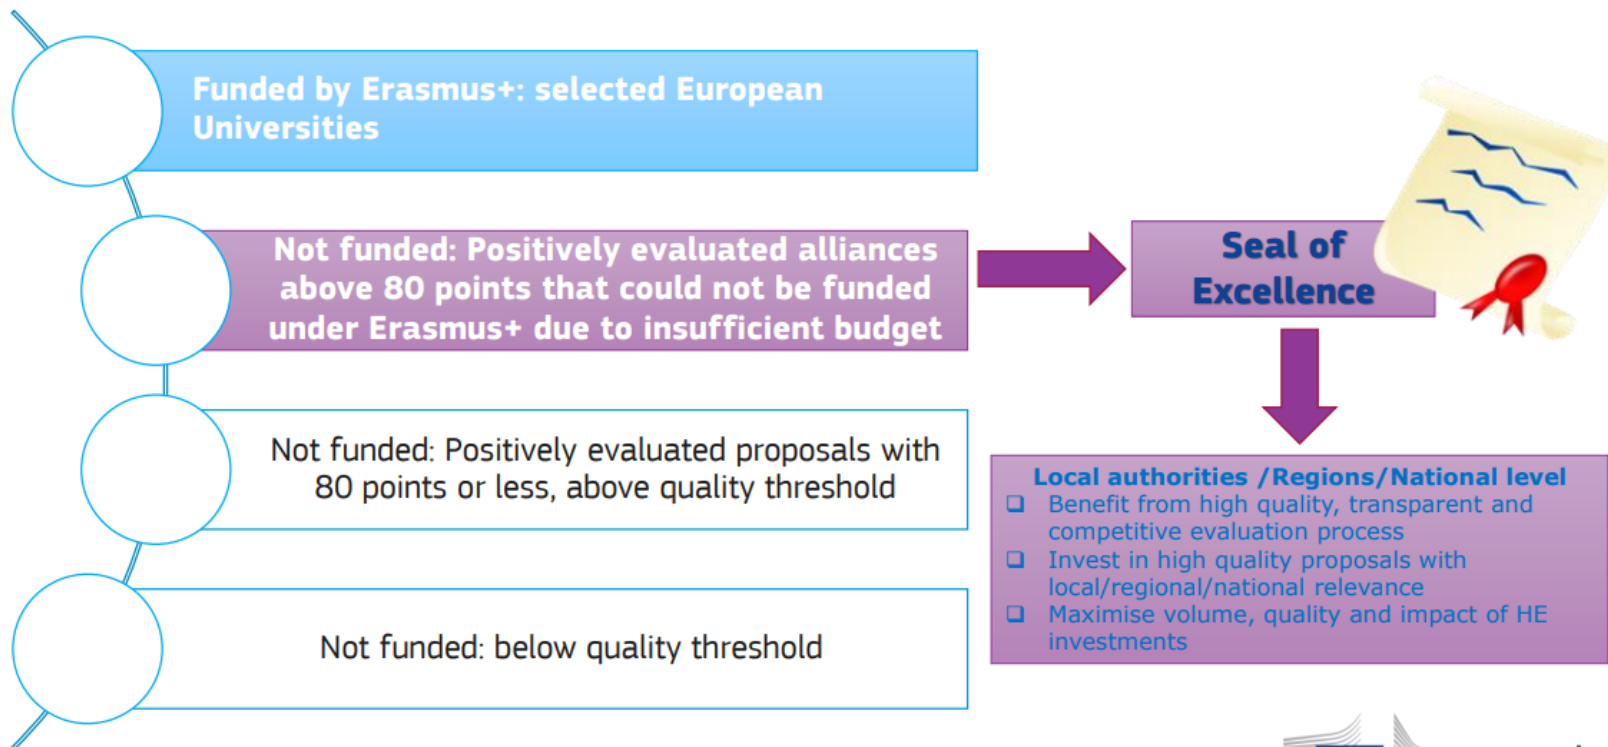 Funded by Erasmus+: selected European
Universities
Not funded: Positively evaluated alliances
above 80 points that could not be funded
under Erasmus+ due to insufficient budget
Seal of
Excellence
Not funded: Positively evaluated proposals with
80 points or less, above quality threshold
Not funded: below quality threshold
Local authorities /Regions/National level
❑ Benefit from high quality, transparent and
competitive evaluation process
❑ Invest in high quality proposals with
local/regional/national relevance
❑ Maximise volume, quality and impact of HE
investments